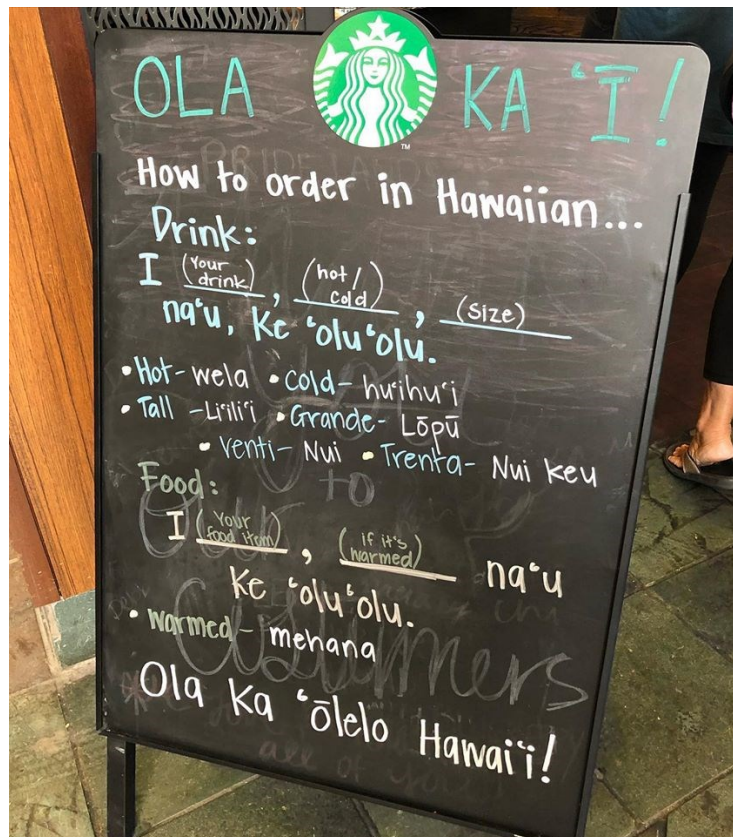 OLA KA ʻĪ!
TM
How to order in Hawaiian...
Drink:
I (Your drink), (hot/cold), (size)
naʻu, Ke ʻoluʻolu.
• Hot - wela • Cold - huʻihuʻi
• Tall - Liʻiliʻi • Grande - Lōpū
• Venti - Nui • Trenta - Nui keu
Food:
I (Your food item), (if it's warmed) naʻu
Ke ʻoluʻolu.
• warmed - mehana
Ola Ka ʻōlelo Hawaiʻi!